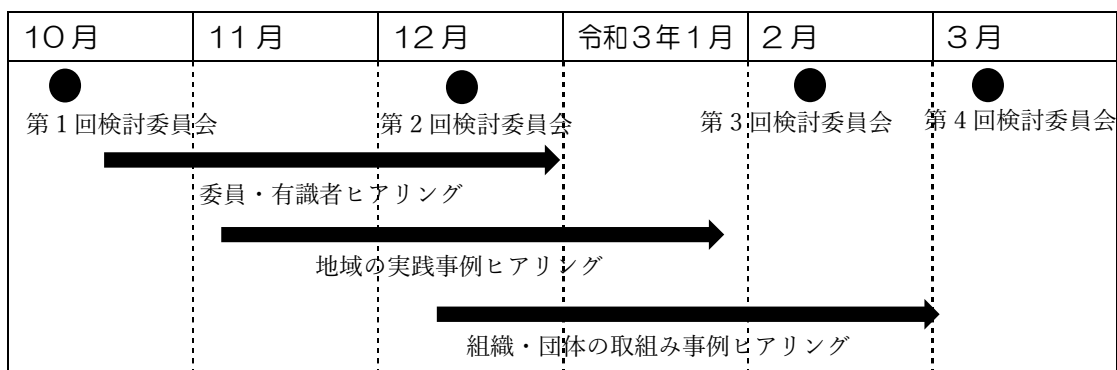 10月 11月 12月 令和3年1月 2月 3月
第1回検討委員会 第2回検討委員会 第3回検討委員会 第4回検討委員会
委員・有識者ヒアリング
地域の実践事例ヒアリング
組織・団体の取組み事例ヒアリング